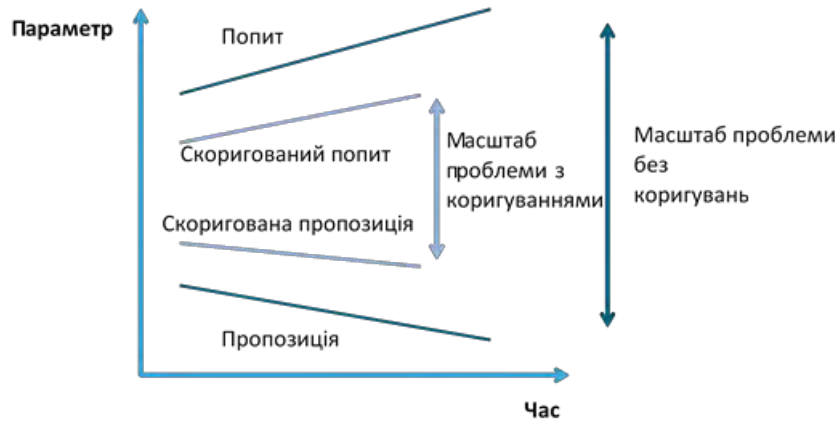 Параметр
Попит
Скоригований попит
Масштаб
проблеми з
коригуваннями
Масштаб проблеми
без
коригувань
Скоригована пропозиція
Пропозиція
Час